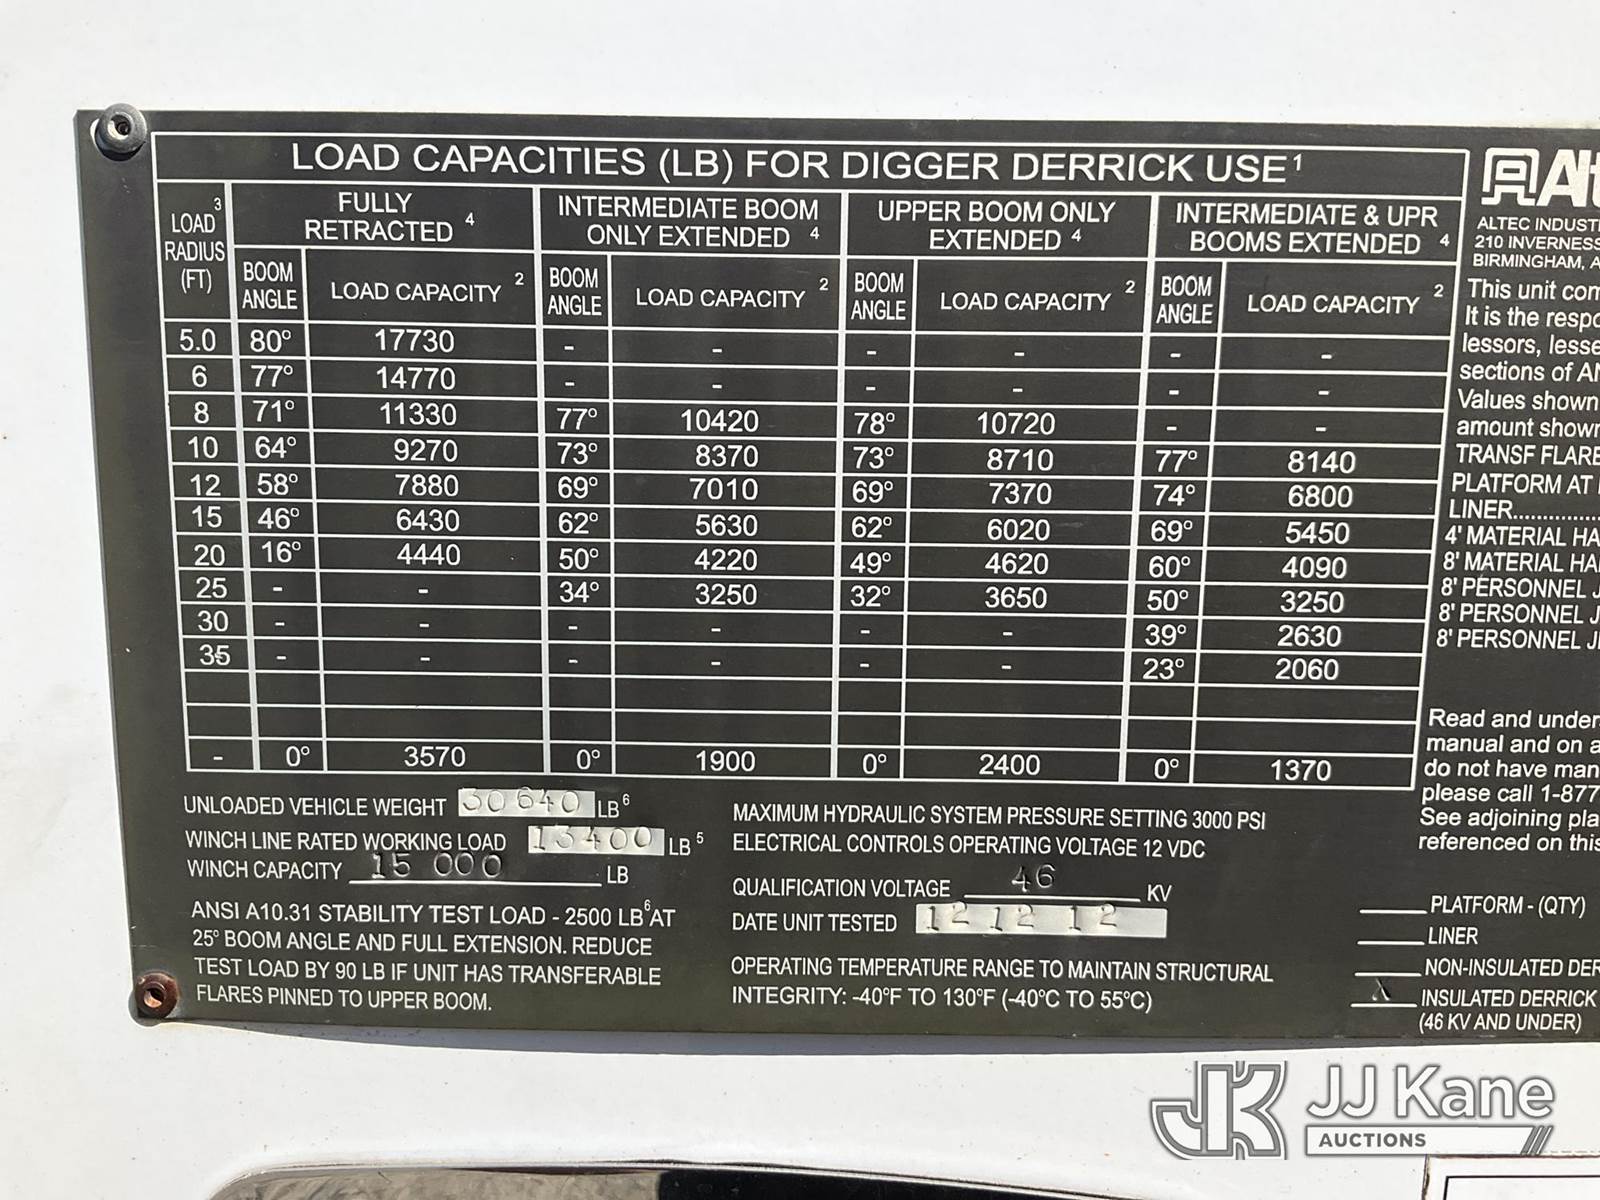 LOAD CAPACITIES (LB) FOR DIGGER DERRICK USE 1
LOAD RADIUS (FT) 3
FULLY RETRACTED 4
INTERMEDIATE BOOM ONLY EXTENDED 4
UPPER BOOM ONLY EXTENDED 4
INTERMEDIATE & UPR BOOMS EXTENDED 4
BOOM ANGLE LOAD CAPACITY 2 BOOM ANGLE LOAD CAPACITY 2 BOOM ANGLE LOAD CAPACITY 2 BOOM ANGLE LOAD CAPACITY 2
5.0 80° 17730 - - - - - -
6 77° 14770 - - - - - -
8 71° 11330 77° 10420 78° 10720 - -
10 64° 9270 73° 8370 73° 8710 77° 8140
12 58° 7880 69° 7010 69° 7370 74° 6800
15 46° 6430 62° 5630 62° 6020 69° 5450
20 16° 4440 50° 4220 49° 4620 60° 4090
25 - - 34° 3250 32° 3650 50° 3250
30 - - - - - - 39° 2630
35 - - - - - - 23° 2060
- 0° 3570 0° 1900 0° 2400 0° 1370
UNLOADED VEHICLE WEIGHT 30640 LB 6
WINCH LINE RATED WORKING LOAD 13400 LB 5
WINCH CAPACITY 15 000 LB
ANSI A10.31 STABILITY TEST LOAD - 2500 LB 6 AT
25° BOOM ANGLE AND FULL EXTENSION. REDUCE
TEST LOAD BY 90 LB IF UNIT HAS TRANSFERABLE
FLARES PINNED TO UPPER BOOM.
MAXIMUM HYDRAULIC SYSTEM PRESSURE SETTING 3000 PSI
ELECTRICAL CONTROLS OPERATING VOLTAGE 12 VDC
QUALIFICATION VOLTAGE 46 KV
DATE UNIT TESTED 12 12 12
OPERATING TEMPERATURE RANGE TO MAINTAIN STRUCTURAL
INTEGRITY: -40°F TO 130°F (-40°C TO 55°C)
ALTEC
210 INVERNESS
BIRMINGHAM,
This unit
It is the
lessors,
sections of
Values shown
amount shown
TRANSF
PLATFORM AT
LINER
4' MATERIAL
8' MATERIAL
8' PERSONNEL
8' PERSONNEL
8' PERSONNEL
Read and
manual and on
do not have
please call 1-877
See adjoining
referenced on
PLATFORM - (QTY)
LINER
NON-INSULATED
X INSULATED DERRICK
(46 KV AND UNDER)
JK JJ Kane
AUCTIONS